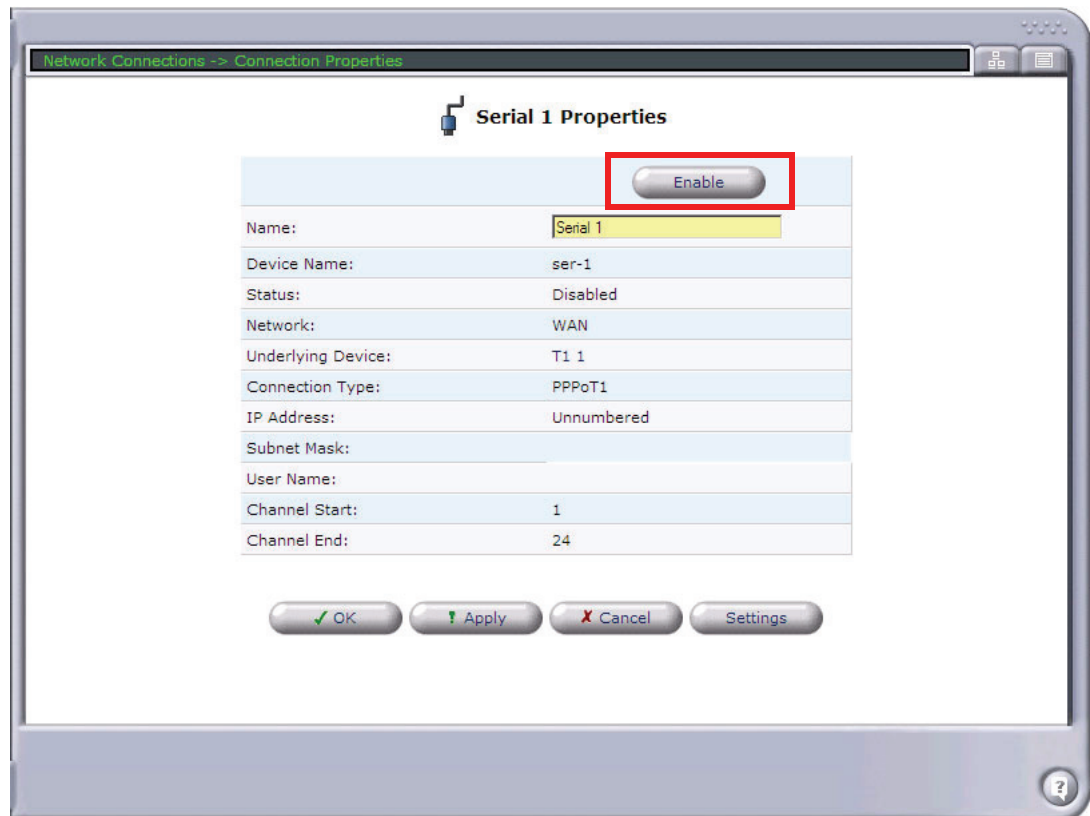 Network Connections -> Connection Properties
Serial 1 Properties
Enable
Name: Serial 1
Device Name: ser-1
Status: Disabled
Network: WAN
Underlying Device: T1 1
Connection Type: PPPoT1
IP Address: Unnumbered
Subnet Mask:
User Name:
Channel Start: 1
Channel End: 24
✓ OK ! Apply ✗ Cancel Settings
?